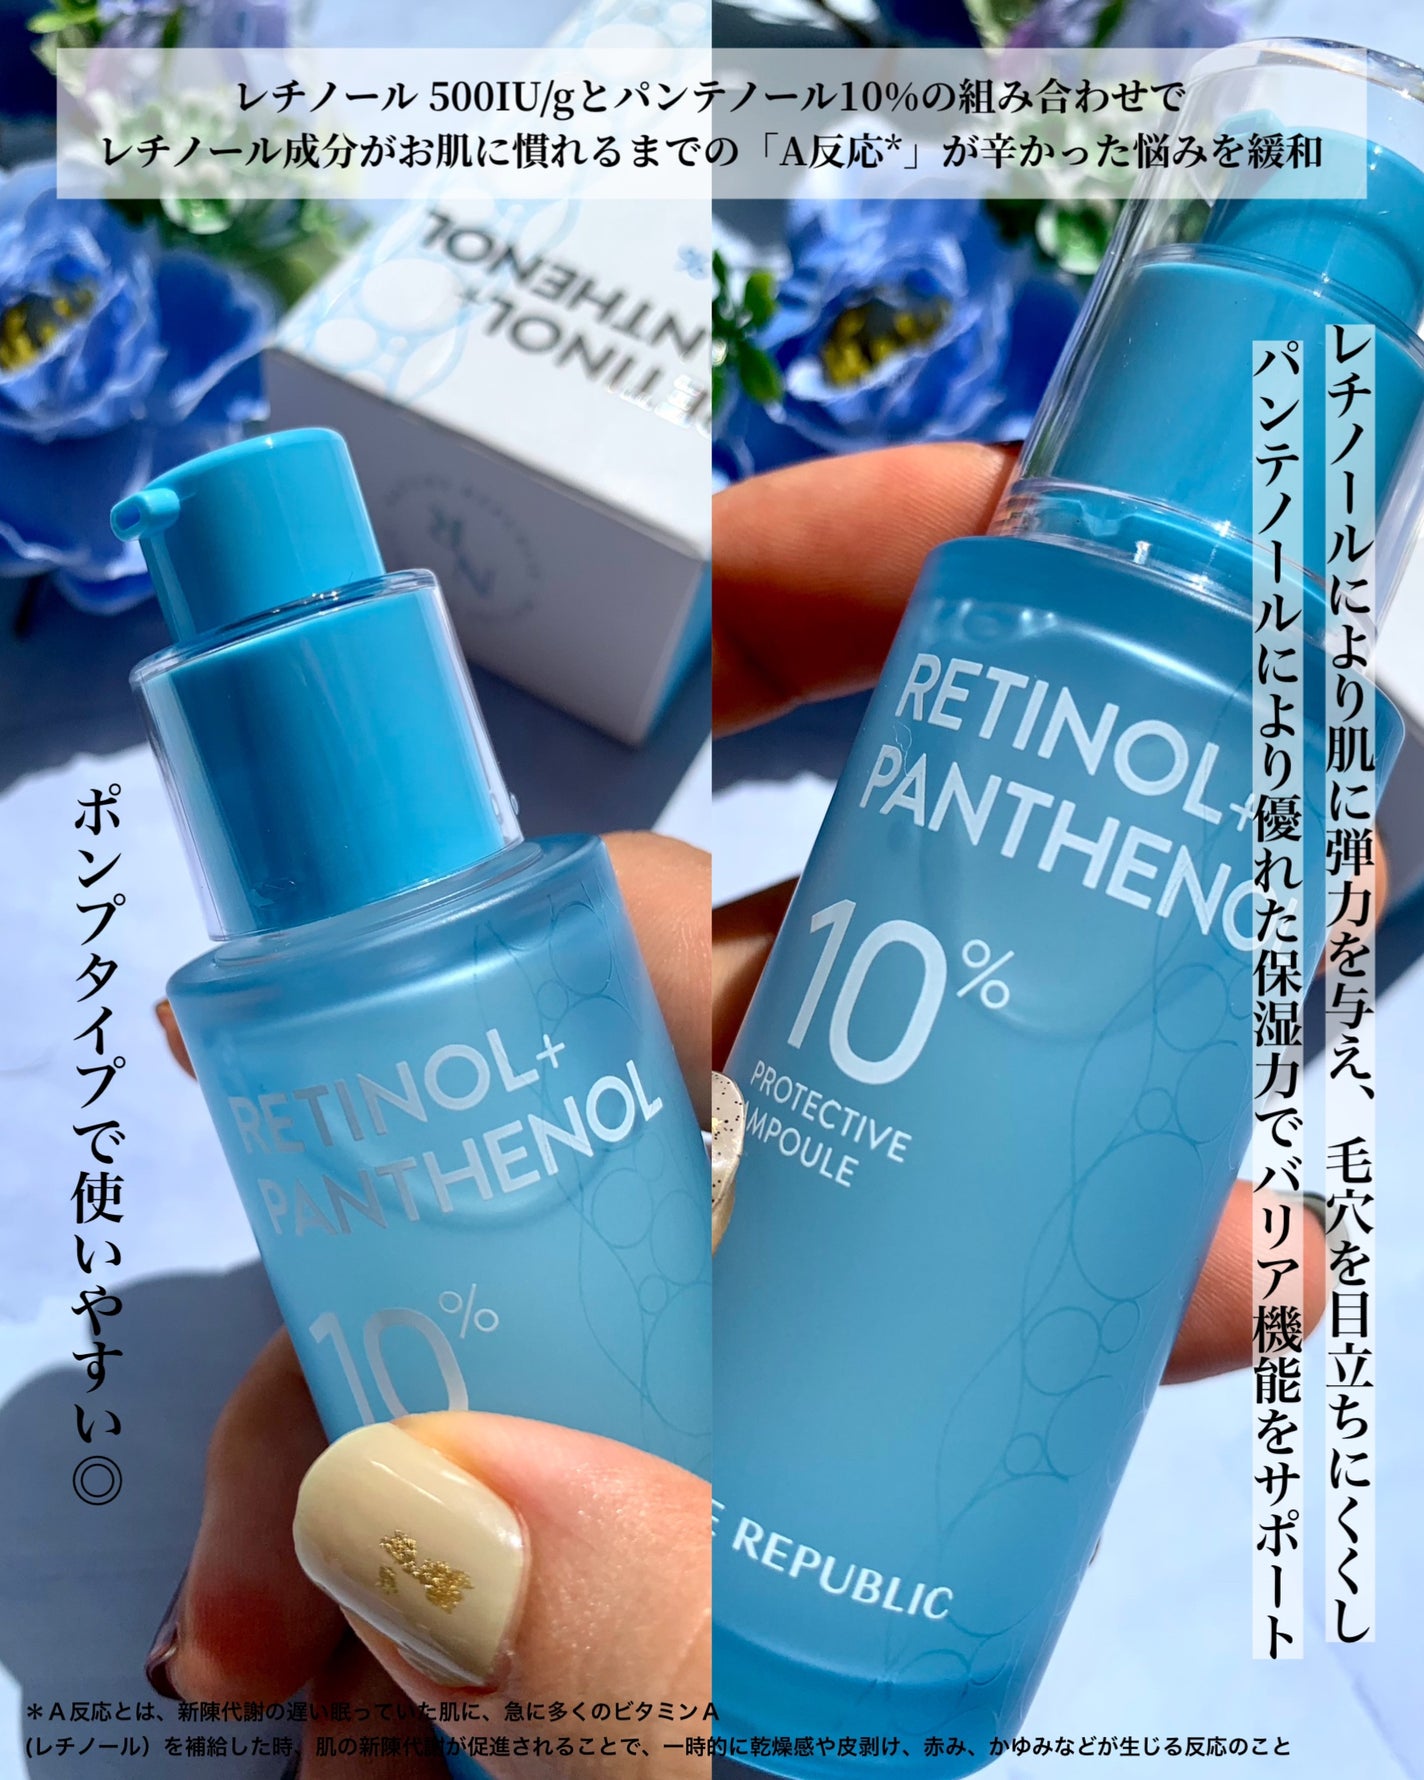 レチノール 500IU/gとパンテノール10%の組み合わせで
レチノール成分がお肌に慣れるまでの「A反応*」が辛かった悩みを緩和
レチノールにより肌に弾力を与え、毛穴を目立ちにくくし
パンテノールにより優れた保湿力でバリア機能をサポート
ポンプタイプで使いやすい◎
RETINOL+
PANTHENOL
10%
RETINOL+
PANTHENOL
10%
PROTECTIVE
AMPOULE
REPUBLIC
TINOL+
NTHENOL
NR
＊Ａ反応とは、新陳代謝の遅い眠っていた肌に、急に多くのビタミンＡ
(レチノール）を補給した時、肌の新陳代謝が促進されることで、一時的に乾燥感や皮剥け、赤み、かゆみなどが生じる反応のこと